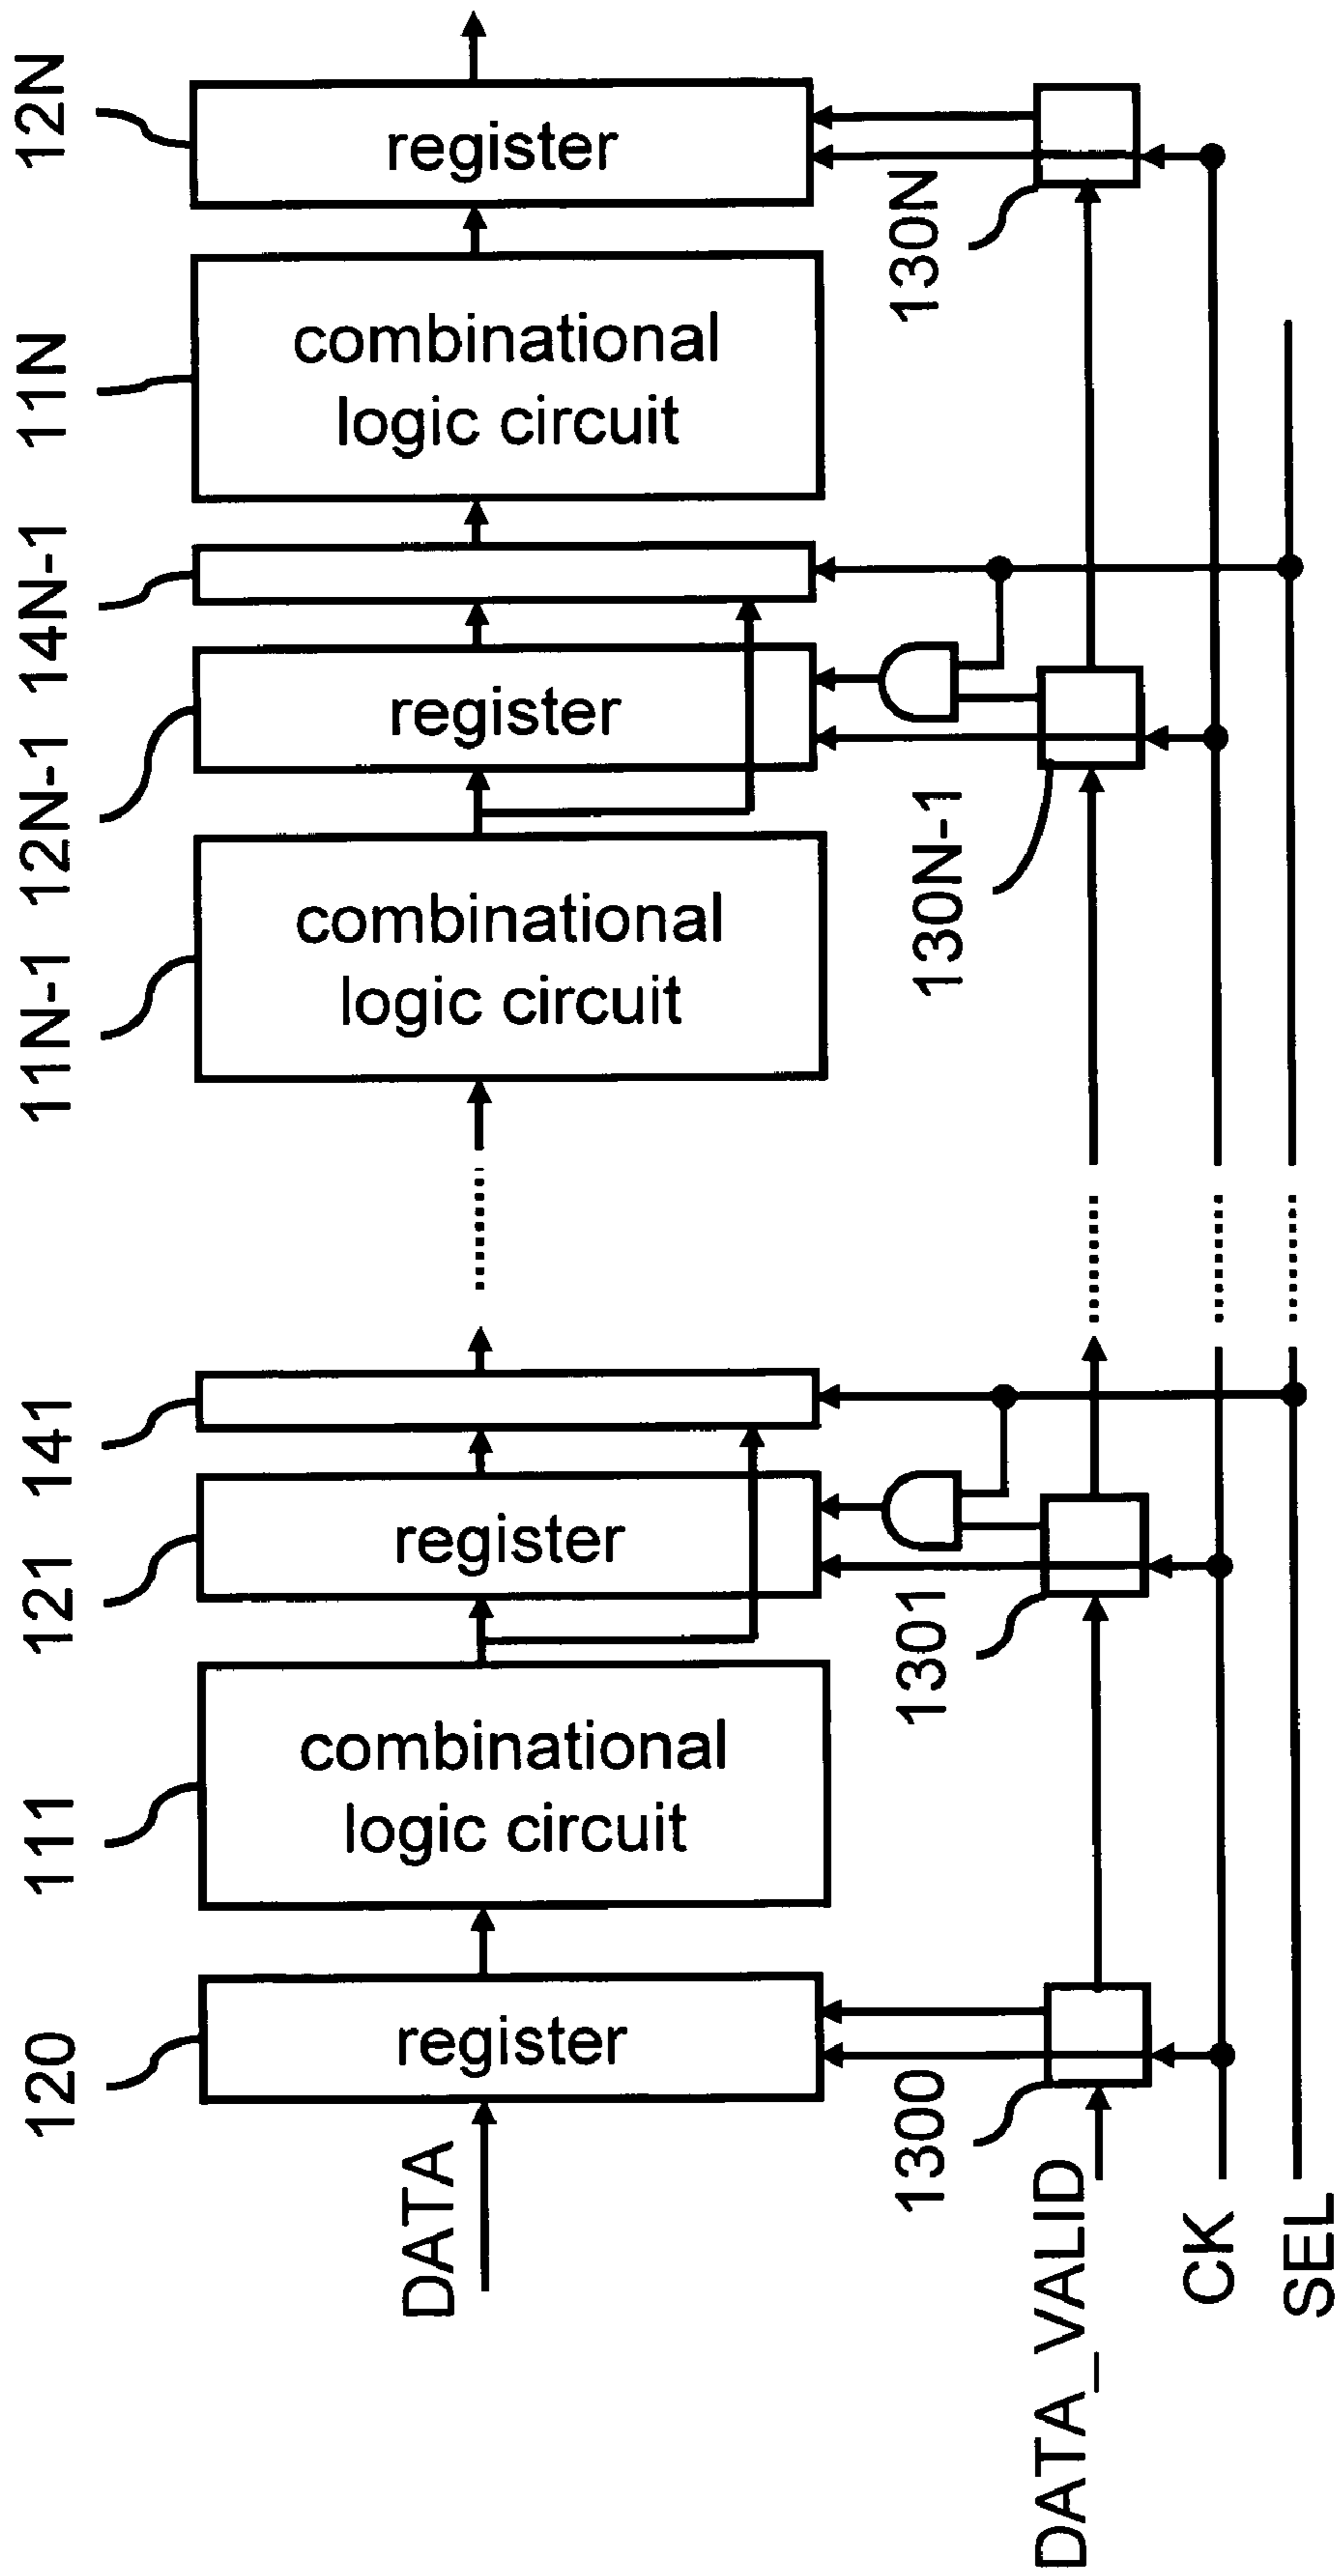 120
111
121
141
11N-1
12N-1
14N-1
11N
12N
register
combinational
logic circuit
register
combinational
logic circuit
register
combinational
logic circuit
register
DATA
1300
1301
130N-1
130N
DATA_VALID
CK
SEL